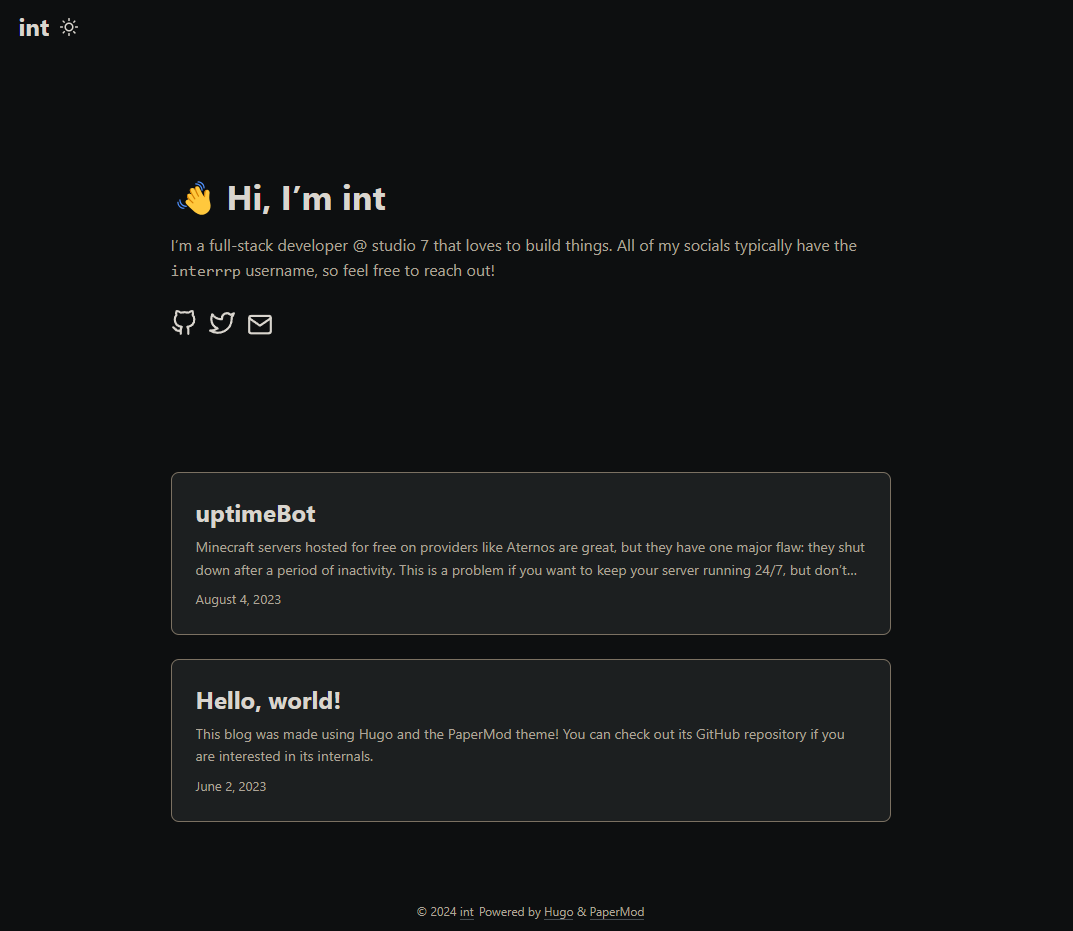 int
Hi, I’m int
I’m a full-stack developer @ studio 7 that loves to build things. All of my socials typically have the
interrrp username, so feel free to reach out!
uptimeBot
Minecraft servers hosted for free on providers like Aternos are great, but they have one major flaw: they shut
down after a period of inactivity. This is a problem if you want to keep your server running 24/7, but don’t…
August 4, 2023
Hello, world!
This blog was made using Hugo and the PaperMod theme! You can check out its GitHub repository if you
are interested in its internals.
June 2, 2023
© 2024 int Powered by Hugo & PaperMod